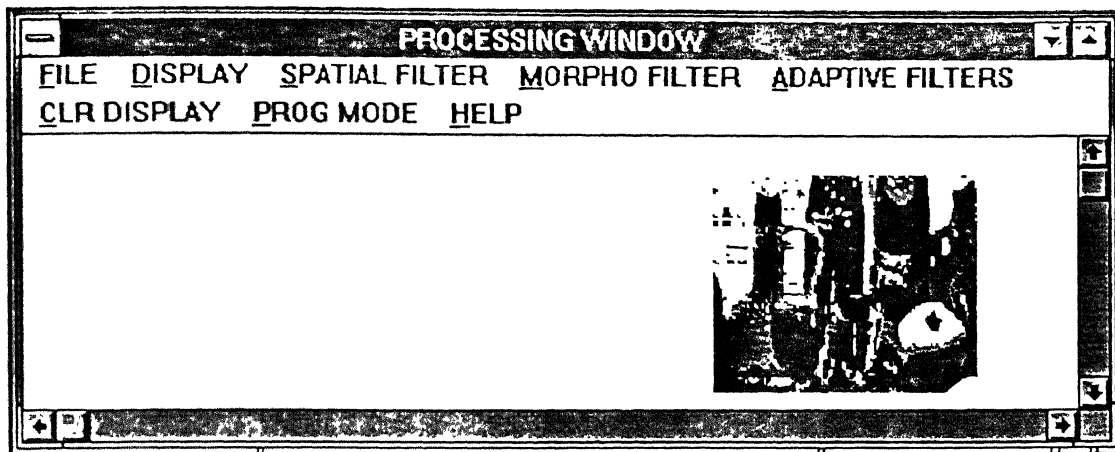 PROCESSING WINDOW
FILE DISPLAY SPATIAL FILTER MORPHO FILTER ADAPTIVE FILTERS
CLR DISPLAY PROG MODE HELP